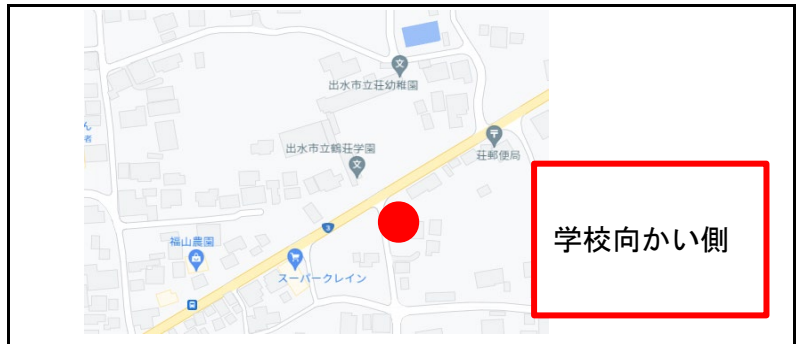 出水市立荘幼稚園
出水市立鶴荘学園
荘郵便局
3
福山農園
スーパークレイン
学校向かい側